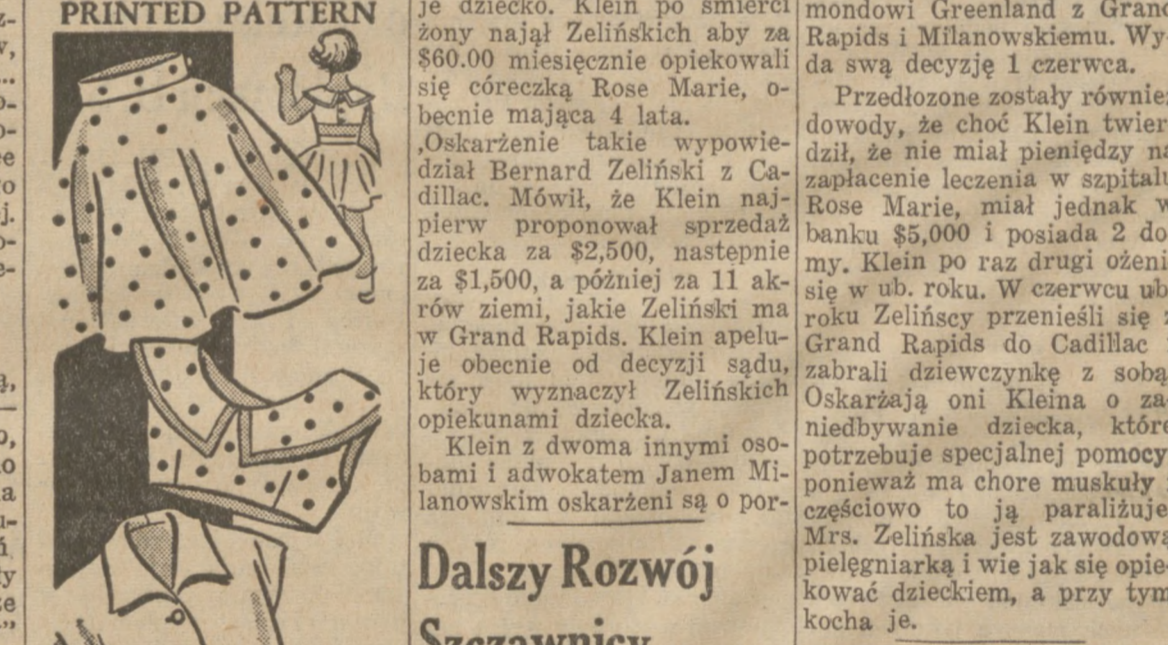 PRINTED PATTERN
je dziecko. Klein po śmierci
żony najął Zelińskich aby za
$60.00 miesięcznie opiekowali
się córeczką Rose Marie, o-
becnie mająca 4 lata.
,Oskarżenie takie wypowie-
dział Bernard Zeliński z Ca-
dillac. Mówił, że Klein naj-
pierw proponował sprzedaż
dziecka za $2,500, następnie
za $1,500, a później za 11 ak-
rów ziemi, jakie Zeliński ma
w Grand Rapids. Klein apelu-
je obecnie od decyzji sądu,
który wyznaczył Zelińskich
opiekunami dziecka.
Klein z dwoma innymi oso-
bami i adwokatem Janem Mi-
lanowskim oskarżeni są o por-
Dalszy Rozwój
Szczawnicy
mondowi Greenland z Grand
Rapids i Milanowskiemu. Wy-
da swą decyzję 1 czerwca.
Przedłozone zostały również
dowody, że choć Klein twier-
dził, że nie miał pieniędzy na
zapłacenie leczenia w szpitalu
Rose Marie, miał jednak w
banku $5,000 i posiada 2 do-
my. Klein po raz drugi ożenił
się w ub. roku. W czerwcu ub.
roku Zelińscy przenieśli się z
Grand Rapids do Cadillac i
zabrali dziewczynkę z sobą.
Oskarżają oni Kleina o za-
niedbywanie dziecka, które
potrzebuje specjalnej pomocy
ponieważ ma chore muskuły i
częściowo to ją paraliżuje.
Mrs. Zelińska jest zawodową
pielęgniarką i wie jak się opie-
kować dzieckiem, a przy tym
kocha je.